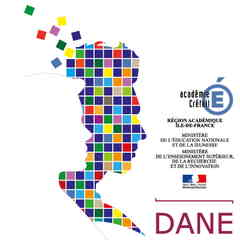 académie
Créteil
É
RÉGION ACADÉMIQUE
ÎLE-DE-FRANCE
MINISTÈRE
DE L'ÉDUCATION NATIONALE
ET DE LA JEUNESSE
MINISTÈRE
DE L'ENSEIGNEMENT SUPÉRIEUR,
DE LA RECHERCHE
ET DE L'INNOVATION
DANE